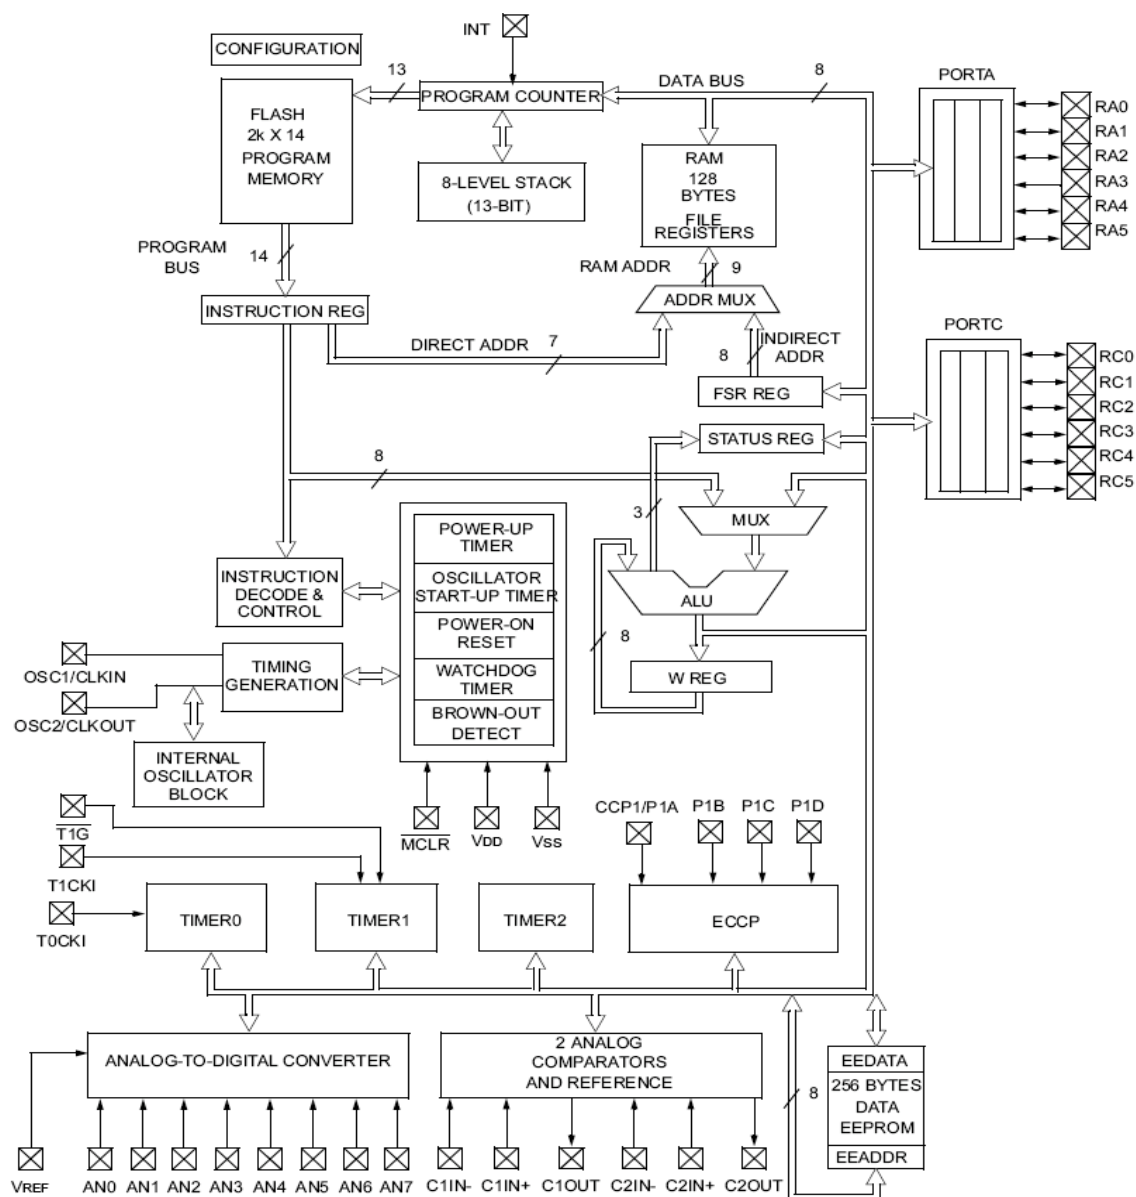 INT
CONFIGURATION
13
PROGRAM COUNTER
DATA BUS
8
PORTA
FLASH
2k X 14
PROGRAM
MEMORY
8-LEVEL STACK
(13-BIT)
RAM
128
BYTES
FILE
REGISTERS
RA0
RA1
RA2
RA3
RA4
RA5
PROGRAM
BUS
14
RAM ADDR
9
ADDR MUX
INSTRUCTION REG
DIRECT ADDR
7
8
INDIRECT
ADDR
FSR REG
STATUS REG
PORTC
RC0
RC1
RC2
RC3
RC4
RC5
8
3
MUX
POWER-UP
TIMER
OSCILLATOR
START-UP TIMER
POWER-ON
RESET
WATCHDOG
TIMER
BROWN-OUT
DETECT
INSTRUCTION
DECODE &
CONTROL
ALU
8
W REG
OSC1/CLKIN
OSC2/CLKOUT
TIMING
GENERATION
INTERNAL
OSCILLATOR
BLOCK
MCLR
VDD
VSS
CCP1/P1A
P1B
P1C
P1D
T1G
T1CKI
T0CKI
TIMER0
TIMER1
TIMER2
ECCP
ANALOG-TO-DIGITAL CONVERTER
2 ANALOG
COMPARATORS
AND REFERENCE
8
EEDATA
256 BYTES
DATA
EEPROM
EEADDR
VREF
AN0
AN1
AN2
AN3
AN4
AN5
AN6
AN7
C1IN-
C1IN+
C1OUT
C2IN-
C2IN+
C2OUT